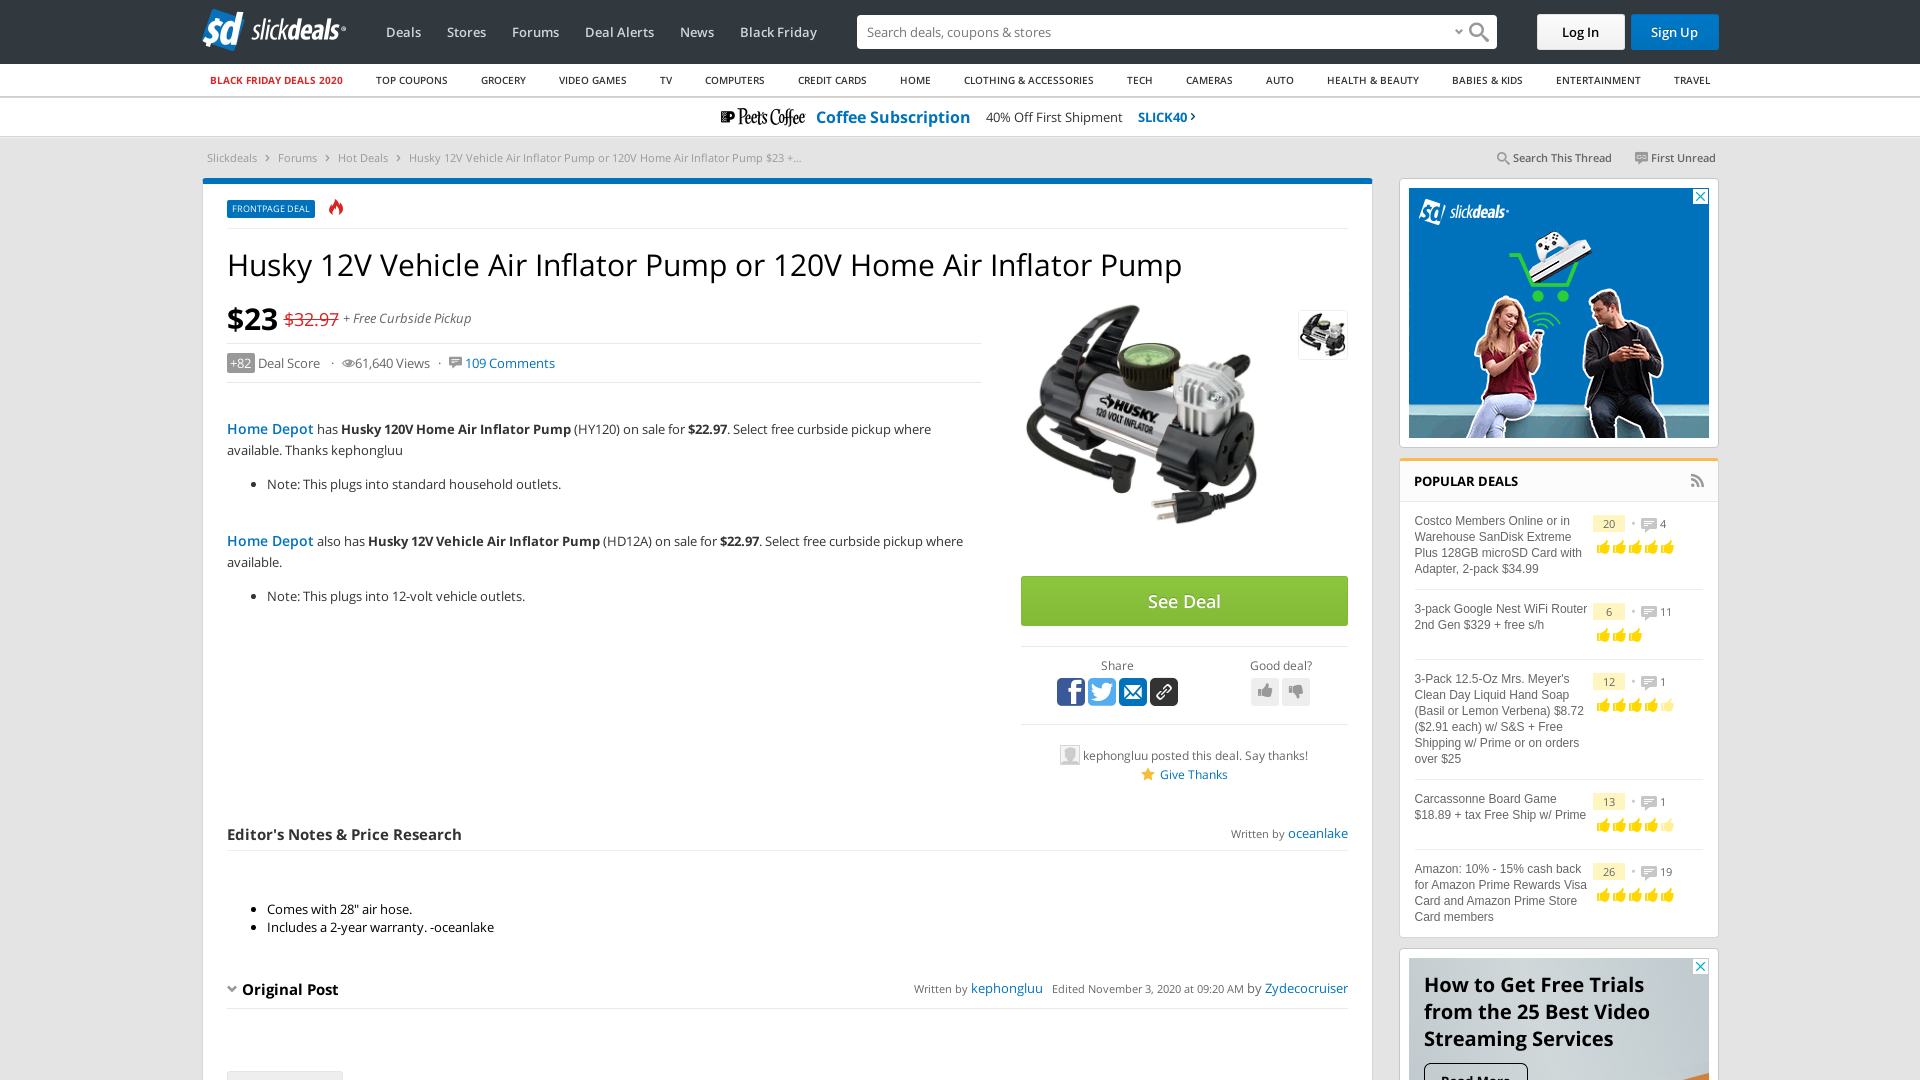 slickdeals
Deals
Stores
Forums
Deal Alerts
News
Black Friday
Search deals, coupons & stores
Log In
Sign Up
BLACK FRIDAY DEALS 2020
TOP COUPONS
GROCERY
VIDEO GAMES
TV
COMPUTERS
CREDIT CARDS
HOME
CLOTHING & ACCESSORIES
TECH
CAMERAS
AUTO
HEALTH & BEAUTY
BABIES & KIDS
ENTERTAINMENT
TRAVEL
Peet's Coffee Coffee Subscription 40% Off First Shipment SLICK40
Slickdeals > Forums > Hot Deals > Husky 12V Vehicle Air Inflator Pump or 120V Home Air Inflator Pump $23 +...
Search This Thread
First Unread
FRONTPAGE DEAL
Husky 12V Vehicle Air Inflator Pump or 120V Home Air Inflator Pump
$23 $32.97 + Free Curbside Pickup
+82 Deal Score · 61,640 Views · 109 Comments
Home Depot has Husky 120V Home Air Inflator Pump (HY120) on sale for $22.97. Select free curbside pickup where
available. Thanks kephongluu
• Note: This plugs into standard household outlets.
Home Depot also has Husky 12V Vehicle Air Inflator Pump (HD12A) on sale for $22.97. Select free curbside pickup where
available.
• Note: This plugs into 12-volt vehicle outlets.
HUSKY
120 VOLT INFLATOR
See Deal
Share
Good deal?
kephongluu posted this deal. Say thanks!
Give Thanks
Editor's Notes & Price Research
Written by oceanlake
• Comes with 28" air hose.
• Includes a 2-year warranty. -oceanlake
Original Post
Written by kephongluu Edited November 3, 2020 at 09:20 AM by Zydecocruiser
slickdeals
POPULAR DEALS
Costco Members Online or in
Warehouse SanDisk Extreme
Plus 128GB microSD Card with
Adapter, 2-pack $34.99
20 • 4
3-pack Google Nest WiFi Router
2nd Gen $329 + free s/h
6 • 11
3-Pack 12.5-Oz Mrs. Meyer's
Clean Day Liquid Hand Soap
(Basil or Lemon Verbena) $8.72
($2.91 each) w/ S&S + Free
Shipping w/ Prime or on orders
over $25
12 • 1
Carcassonne Board Game
$18.89 + tax Free Ship w/ Prime
13 • 1
Amazon: 10% - 15% cash back
for Amazon Prime Rewards Visa
Card and Amazon Prime Store
Card members
26 • 19
How to Get Free Trials
from the 25 Best Video
Streaming Services
Read More